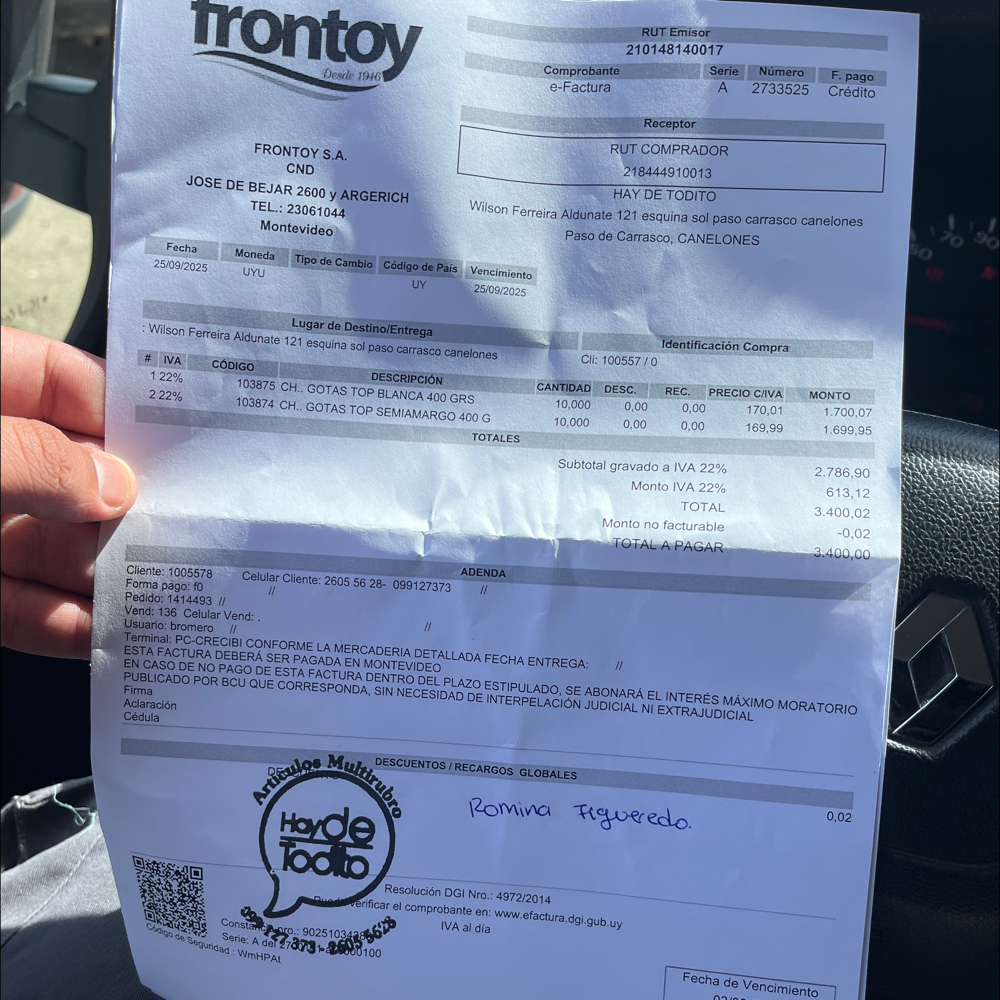 frontoy
Desde 1946
RUT Emisor
210148140017
Comprobante Serie Número F. pago
e-Factura A 2733525 Crédito
Receptor
RUT COMPRADOR
218444910013
HAY DE TODITO
Wilson Ferreira Aldunate 121 esquina sol paso carrasco canelones
Paso de Carrasco, CANELONES
FRONTOY S.A.
CND
JOSE DE BEJAR 2600 y ARGERICH
TEL.: 23061044
Montevideo
Fecha Moneda Tipo de Cambio Código de País Vencimiento
25/09/2025 UYU UY 25/09/2025
Lugar de Destino/Entrega
: Wilson Ferreira Aldunate 121 esquina sol paso carrasco canelones
Identificación Compra
Cli: 100557 / 0
# IVA CÓDIGO DESCRIPCIÓN CANTIDAD DESC. REC. PRECIO C/IVA MONTO
1 22% 103875 CH.. GOTAS TOP BLANCA 400 GRS 10,000 0,00 0,00 170,01 1.700,07
2 22% 103874 CH.. GOTAS TOP SEMIAMARGO 400 G 10,000 0,00 0,00 169,99 1.699,95
TOTALES
Subtotal gravado a IVA 22% 2.786,90
Monto IVA 22% 613,12
TOTAL 3.400,02
Monto no facturable -0,02
TOTAL A PAGAR 3.400,00
ADENDA
Cliente: 1005578 Celular Cliente: 2605 56 28- 099127373 //
Forma pago: f0 //
Pedido: 1414493 //
Vend: 136 Celular Vend: .
Usuario: bromero // //
Terminal: PC-CRECIBI CONFORME LA MERCADERIA DETALLADA FECHA ENTREGA: //
ESTA FACTURA DEBERÁ SER PAGADA EN MONTEVIDEO
EN CASO DE NO PAGO DE ESTA FACTURA DENTRO DEL PLAZO ESTIPULADO, SE ABONARÁ EL INTERÉS MÁXIMO MORATORIO
PUBLICADO POR BCU QUE CORRESPONDA, SIN NECESIDAD DE INTERPELACIÓN JUDICIAL NI EXTRAJUDICIAL
Firma
Aclaración
Cédula
DESCUENTOS / RECARGOS GLOBALES
0,02
Artículos Multirubro
Hay de
Todito
099 127 373 - 2605 5628
Romina Figueredo.
Resolución DGI Nro.: 4972/2014
verificar el comprobante en: www.efactura.dgi.gub.uy
IVA al día
Serie: A del
Código de Seguridad : WmHPAt
Fecha de Vencimiento
70 90